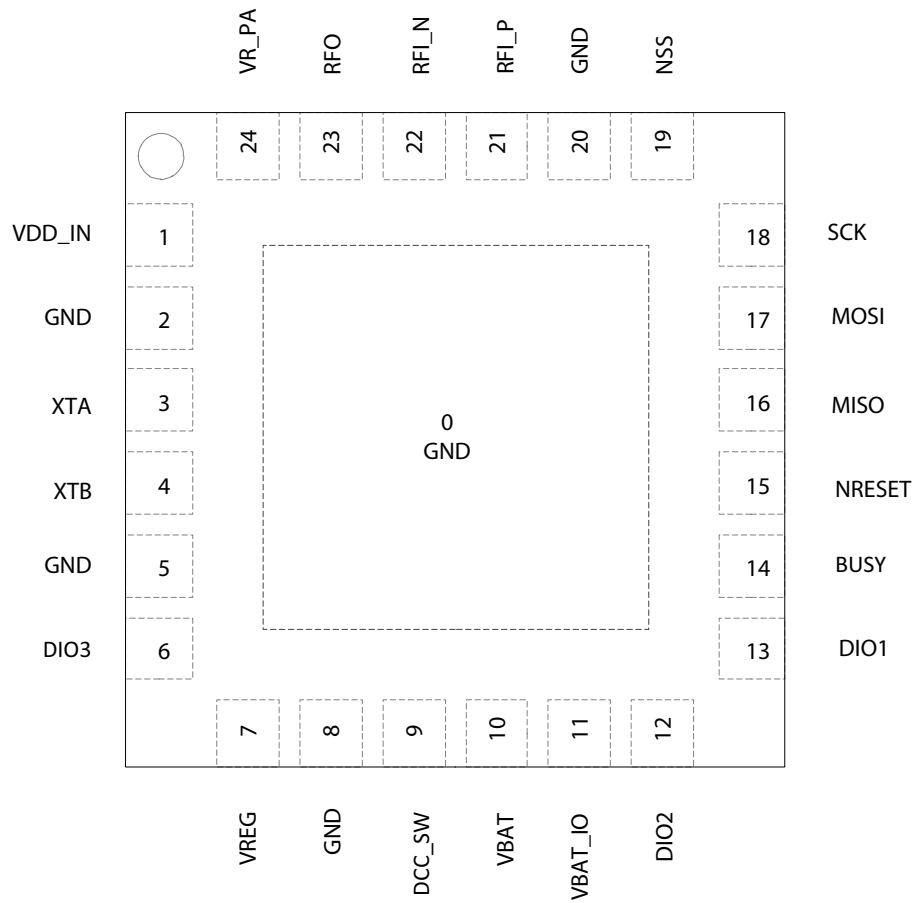 VR_PA
RFO
RFI_N
RFI_P
GND
NSS
24
23
22
21
20
19
VDD_IN
1
18
SCK
GND
2
17
MOSI
XTA
3
16
MISO
0
GND
XTB
4
15
NRESET
GND
5
14
BUSY
DIO3
6
13
DIO1
7
8
9
10
11
12
VREG
GND
DCC_SW
VBAT
VBAT_IO
DIO2